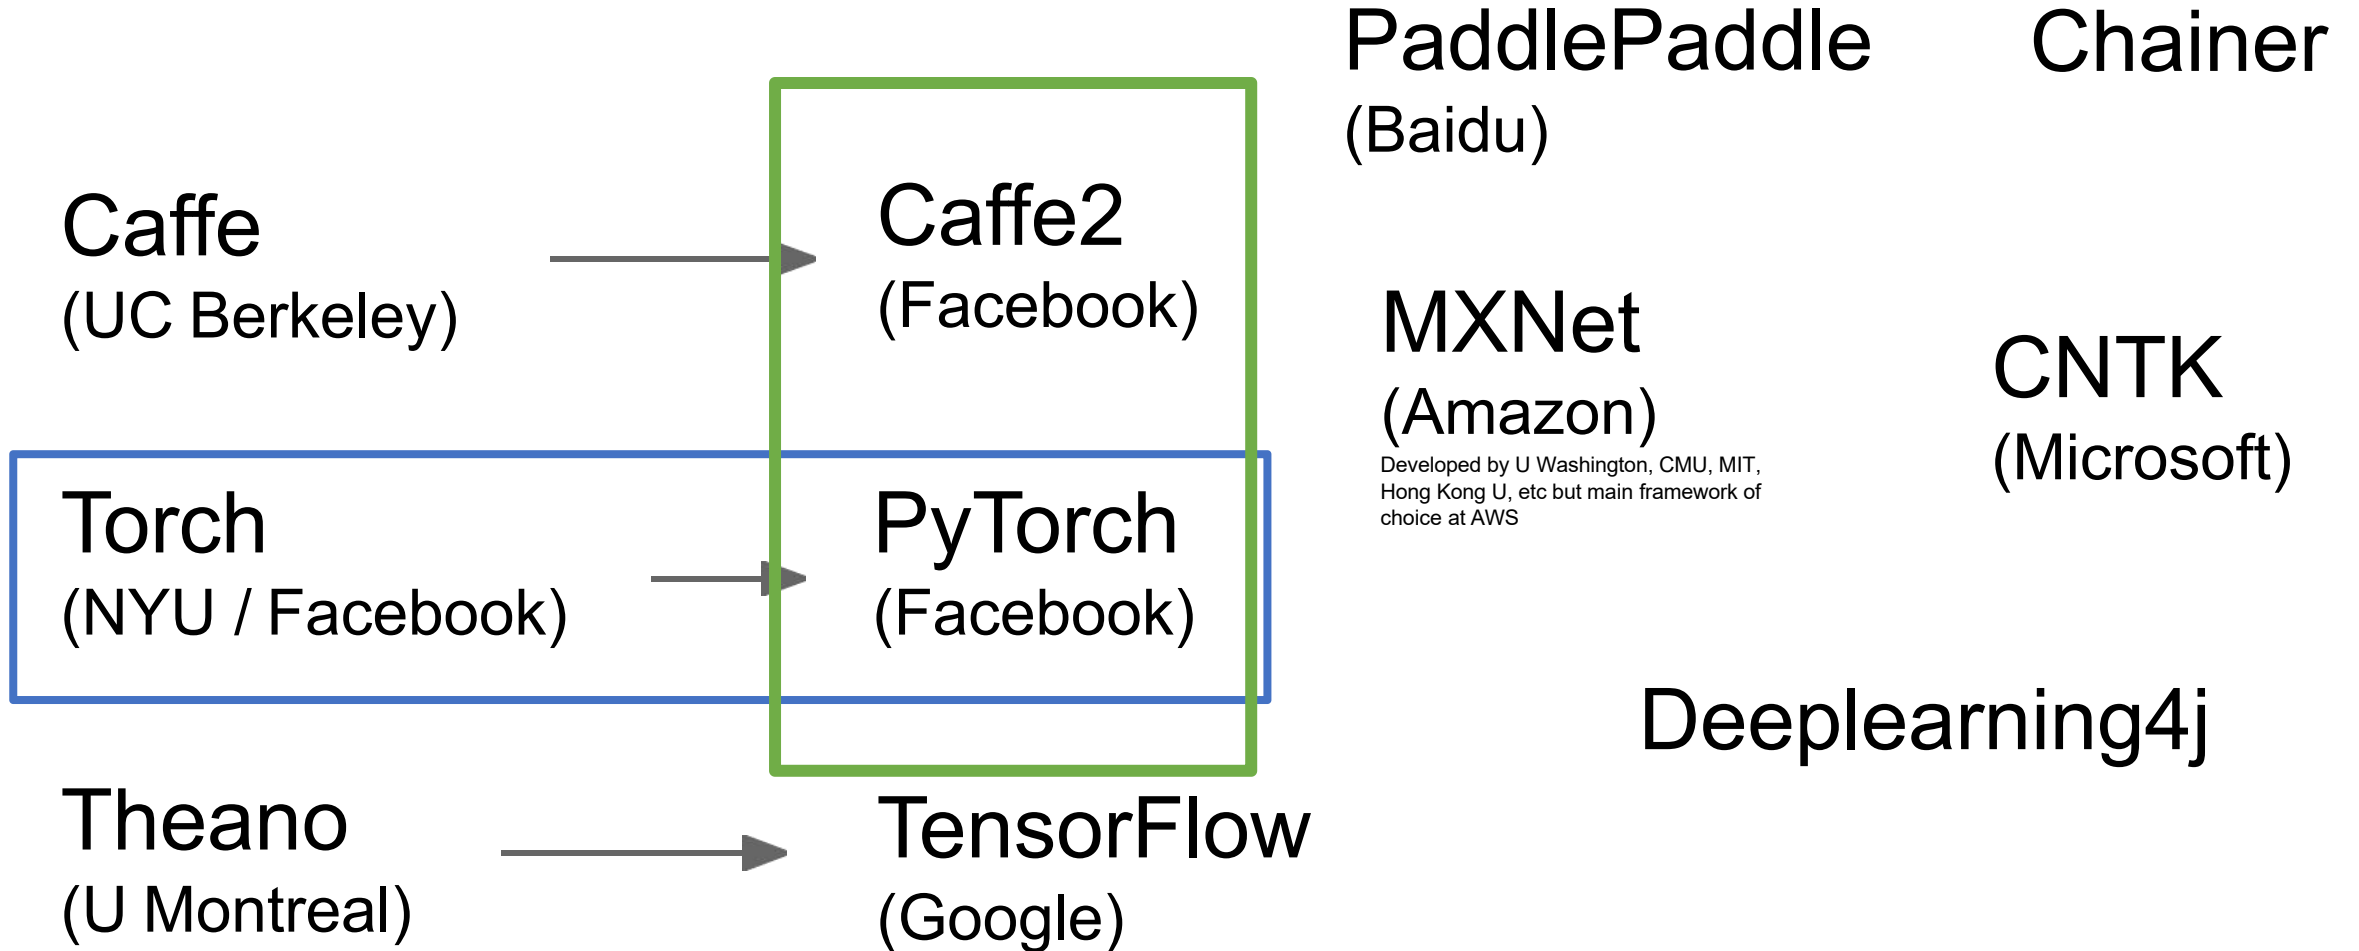 Caffe
(UC Berkeley)
Caffe2
(Facebook)
Torch
(NYU / Facebook)
PyTorch
(Facebook)
Theano
(U Montreal)
TensorFlow
(Google)
PaddlePaddle
(Baidu)
Chainer
MXNet
(Amazon)
Developed by U Washington, CMU, MIT,
Hong Kong U, etc but main framework of
choice at AWS
CNTK
(Microsoft)
Deeplearning4j